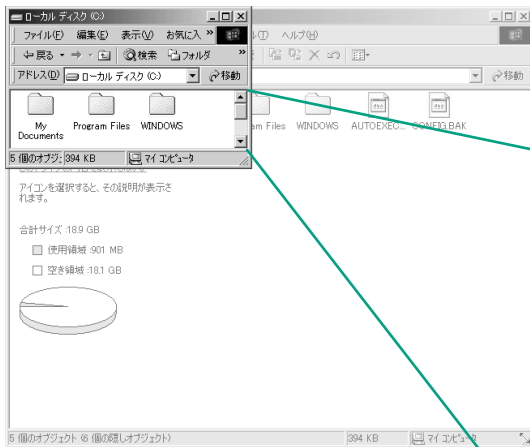 ローカル ディスク (C:)
ファイル(F) 編集(E) 表示(V) お気に入 »
戻る 検索 フォルダ »
アドレス(D) ローカル ディスク (C:) 移動
My Documents Program Files WINDOWS
5 個のオブジ: 394 KB マイ コンピュータ
ル(T) ヘルプ(H)
移動
am Files WINDOWS AUTOEXEC... CONFIG.BAK
アイコンを選択すると、その説明が表示さ
れます。
合計サイズ :18.9 GB
使用領域 :901 MB
空き領域 :18.1 GB
5 個のオブジェクト (6 個の隠しオブジェクト) 394 KB マイ コンピュータ